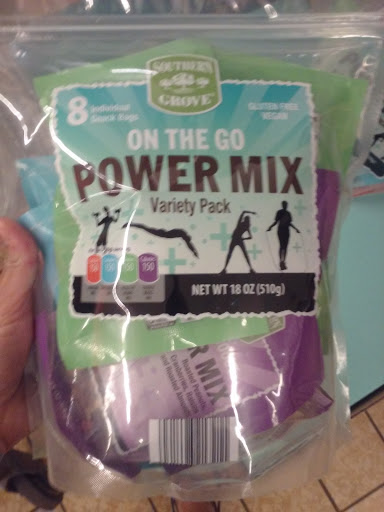 SOUTHERN
GROVE
8 Individual
Snack Bags
GLUTEN FREE
VEGAN
ON THE GO
POWER MIX
Variety Pack
NET WT 18 OZ (510g)
POWER MIX